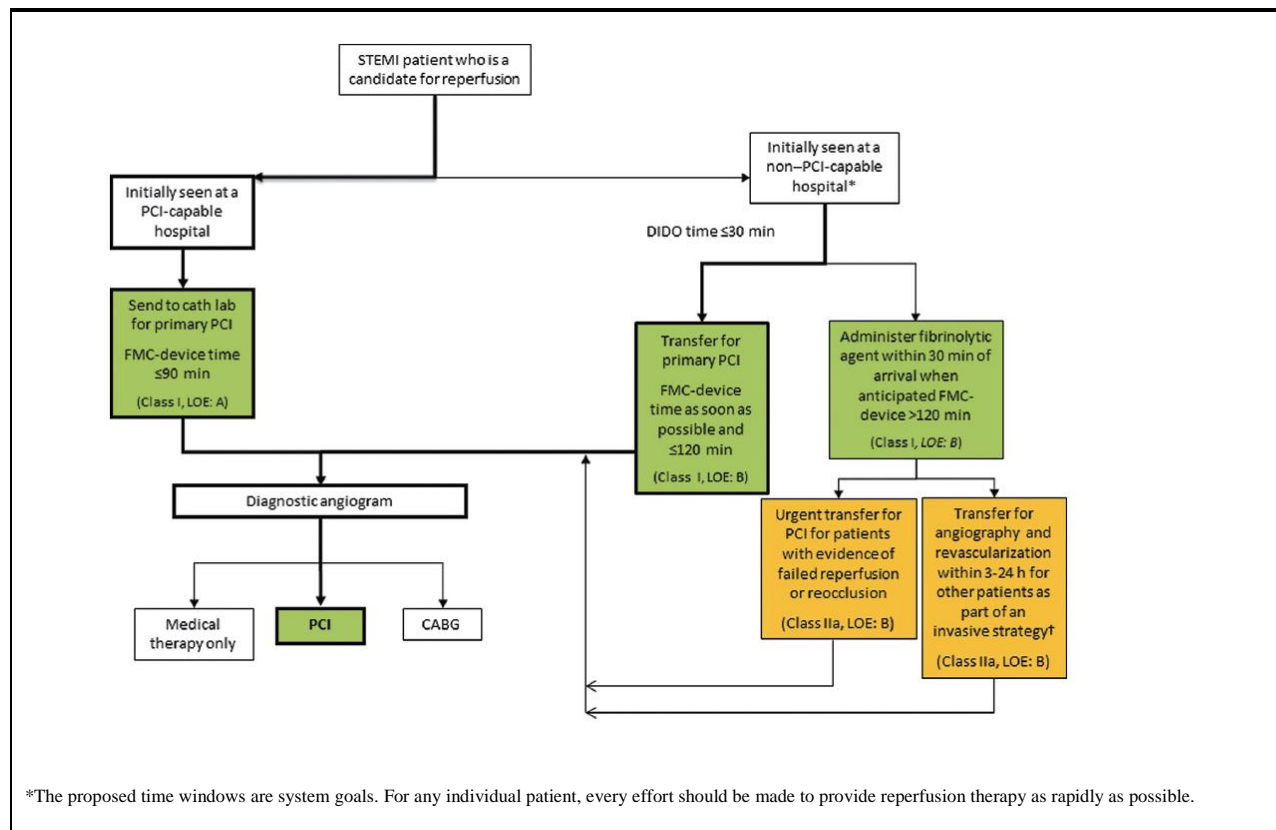 STEMI patient who is a
candidate for reperfusion
Initially seen at a
non–PCI-capable
hospital*
Initially seen at a
PCI-capable
hospital
DIDO time ≤30 min
Send to cath lab
for primary PCI
FMC-device time
≤90 min
(Class I, LOE: A)
Transfer for
primary PCI
FMC-device
time as soon as
possible and
≤120 min
(Class I, LOE: B)
Administer fibrinolytic
agent within 30 min of
arrival when
anticipated FMC-
device >120 min
(Class I, LOE: B)
Diagnostic angiogram
Urgent transfer for
PCI for patients
with evidence of
failed reperfusion
or reocclusion
(Class IIa, LOE: B)
Transfer for
angiography and
revascularization
within 3-24 h for
other patients as
part of an
invasive strategy†
(Class IIa, LOE: B)
Medical
therapy only
PCI
CABG
*The proposed time windows are system goals. For any individual patient, every effort should be made to provide reperfusion therapy as rapidly as possible.